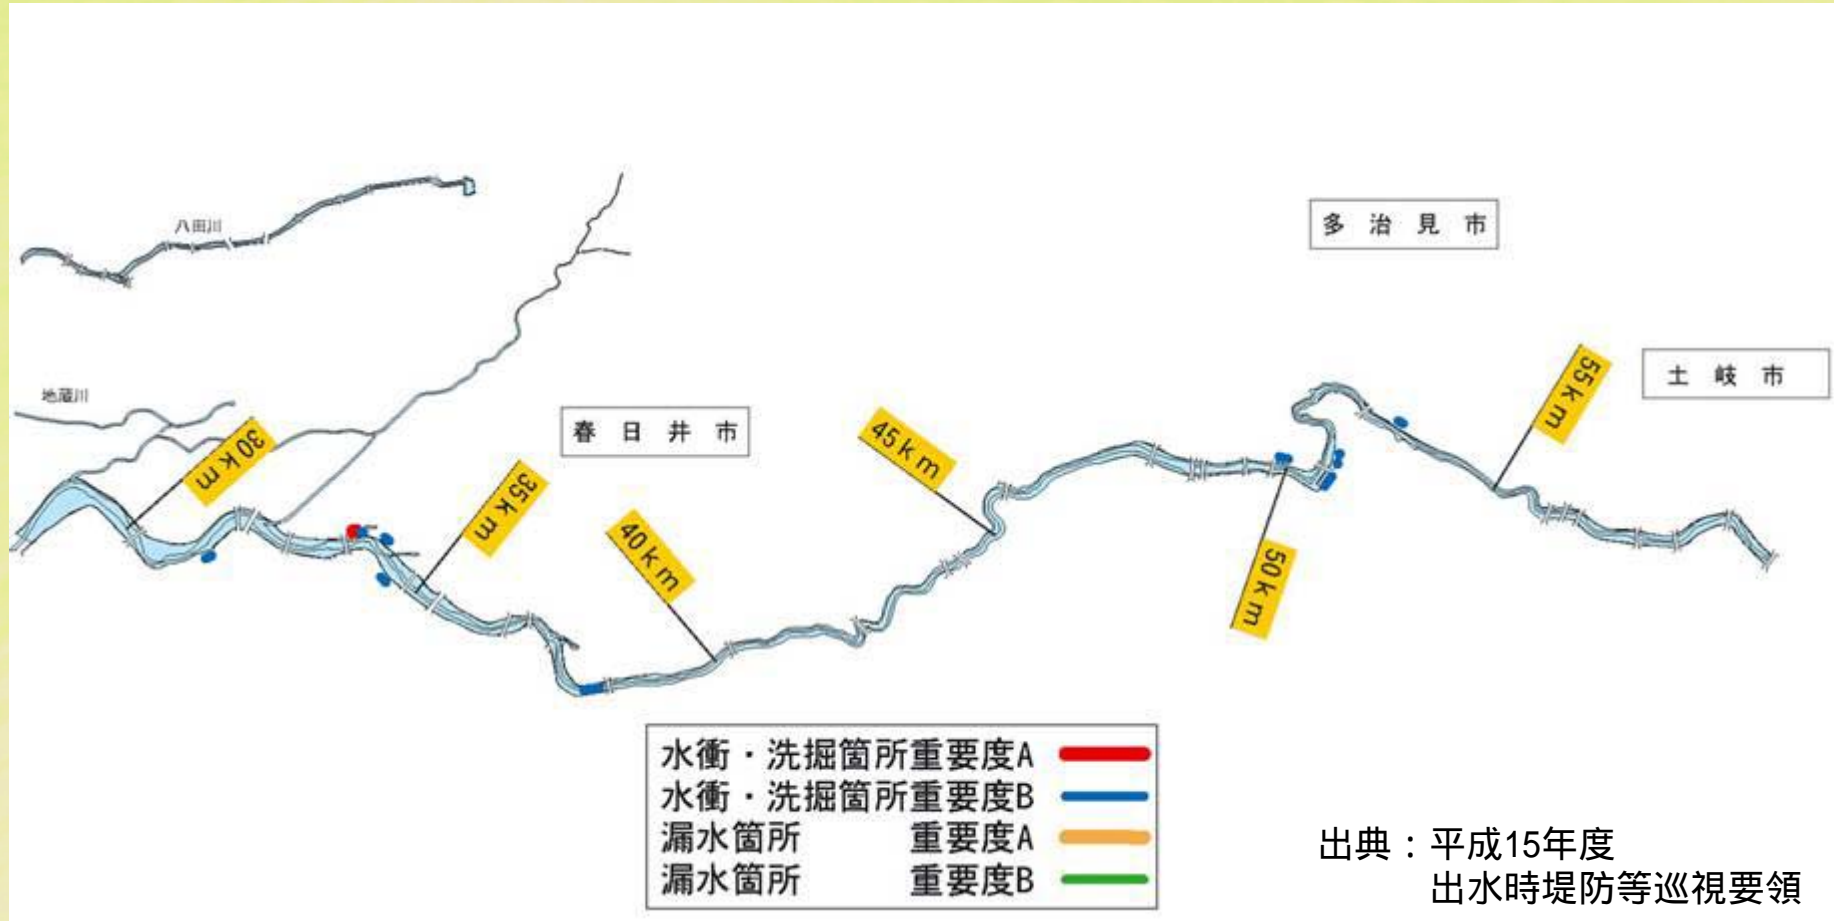 八田川
多治見市
地蔵川
55km
土岐市
春日井市
30km
45km
35km
40km
50km
水衝・洗掘箇所重要度A
水衝・洗掘箇所重要度B
漏水箇所 重要度A
漏水箇所 重要度B
出典：平成15年度
出水時堤防等巡視要領